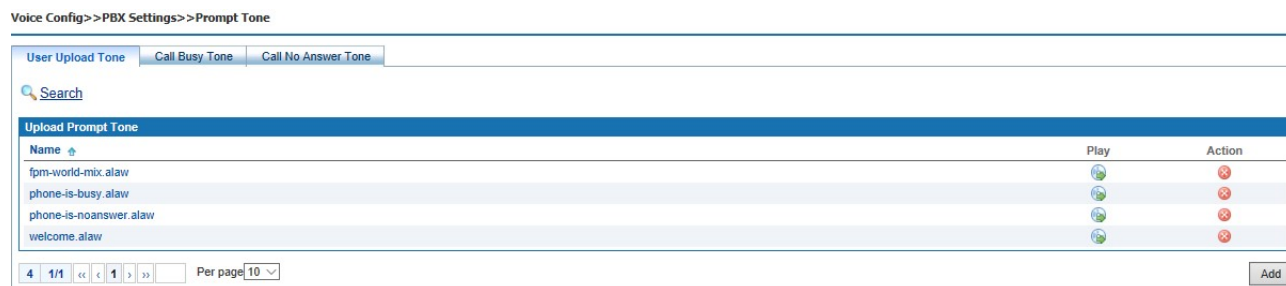 Voice Config>>PBX Settings>>Prompt Tone
User Upload Tone Call Busy Tone Call No Answer Tone
Search
Upload Prompt Tone
Name Play Action
fpm-world-mix.alaw
phone-is-busy.alaw
phone-is-noanswer.alaw
welcome.alaw
4 1/1 « ‹ 1 › » Per page 10 Add